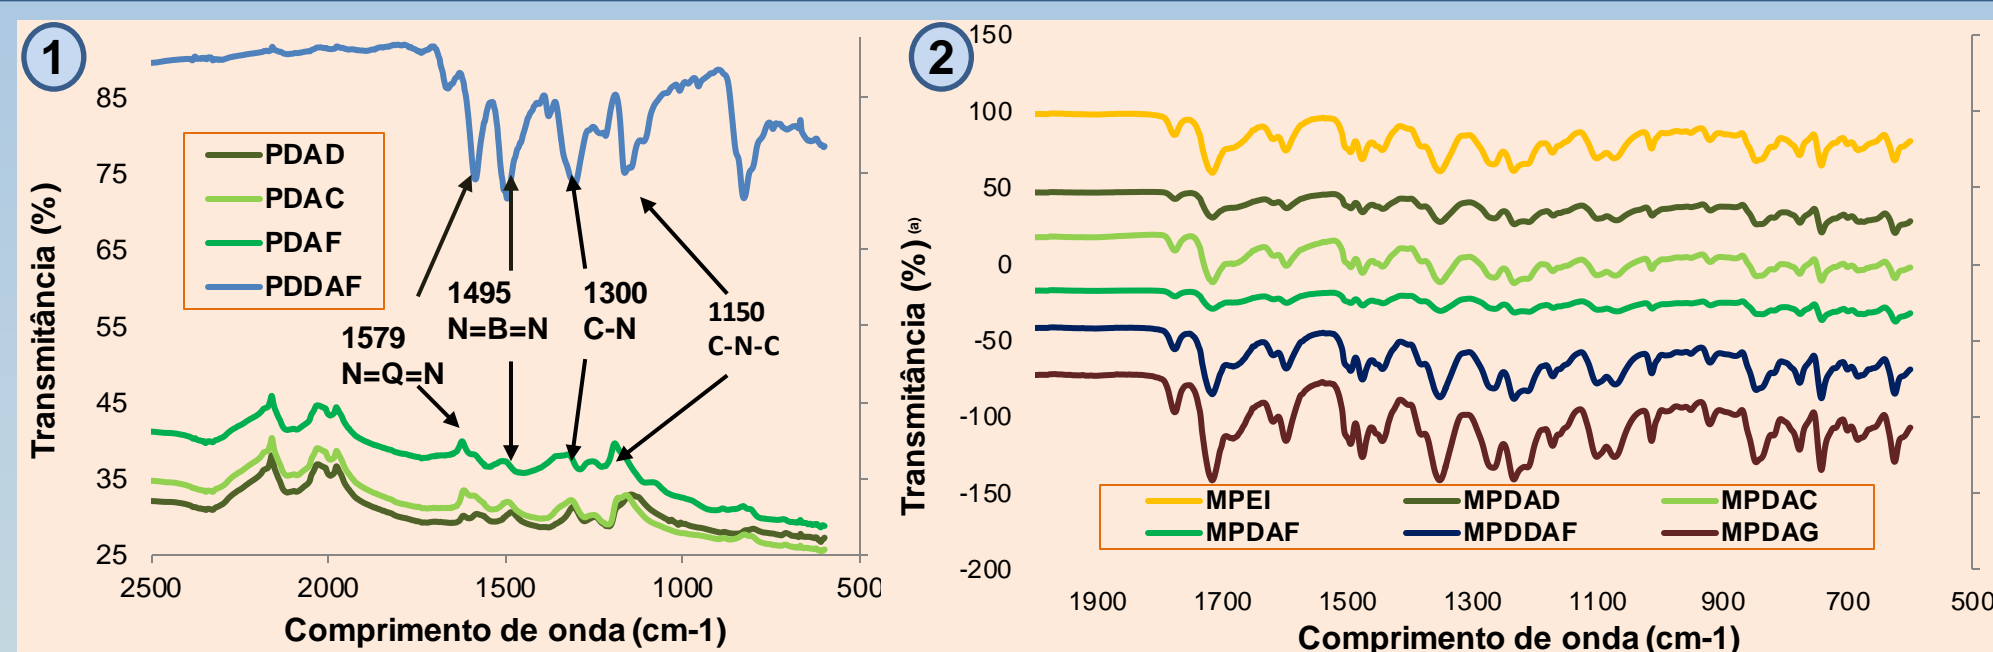 1
Transmitância (%)
85
75
65
55
45
35
25
PDAD
PDAC
PDAF
PDDAF
1579
N=Q=N
1495
N=B=N
1300
C-N
1150
C-N-C
2500
2000
1500
1000
500
Comprimento de onda (cm-1)
2
Transmitância (%) (a)
150
100
50
0
-50
-100
-150
-200
MPEI
MPDAD
MPDAC
MPDAF
MPDDAF
MPDAG
1900
1700
1500
1300
1100
900
700
500
Comprimento de onda (cm-1)